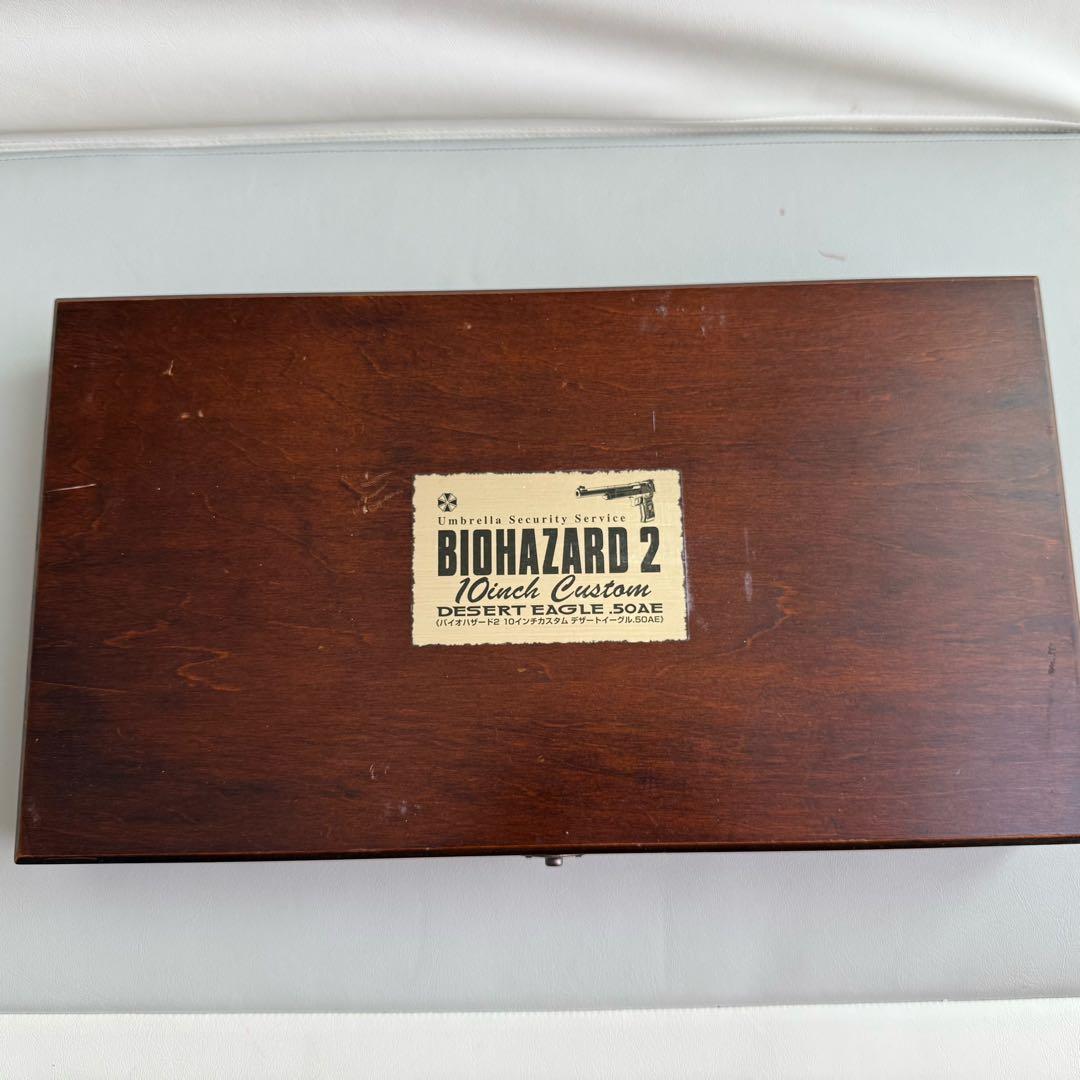 Umbrella Security Service
BIOHAZARD 2
10inch Custom
DESERT EAGLE .50AE
《バイオハザード2 10インチカスタム デザートイーグル.50AE》